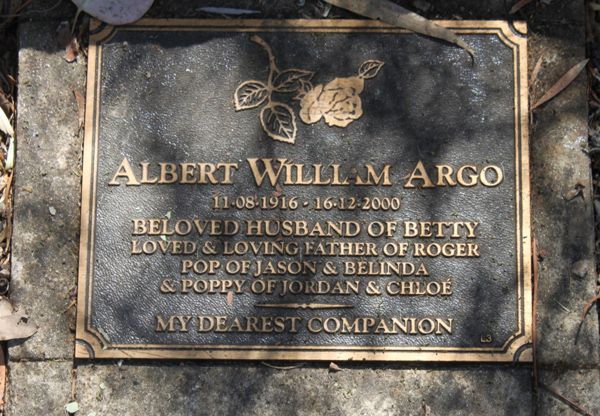 ALBERT WILLIAM ARGO
11·08·1916 - 16·12·2000
BELOVED HUSBAND OF BETTY
LOVED & LOVING FATHER OF ROGER
POP OF JASON & BELINDA
& POPPY OF JORDAN & CHLOÉ
MY DEAREST COMPANION